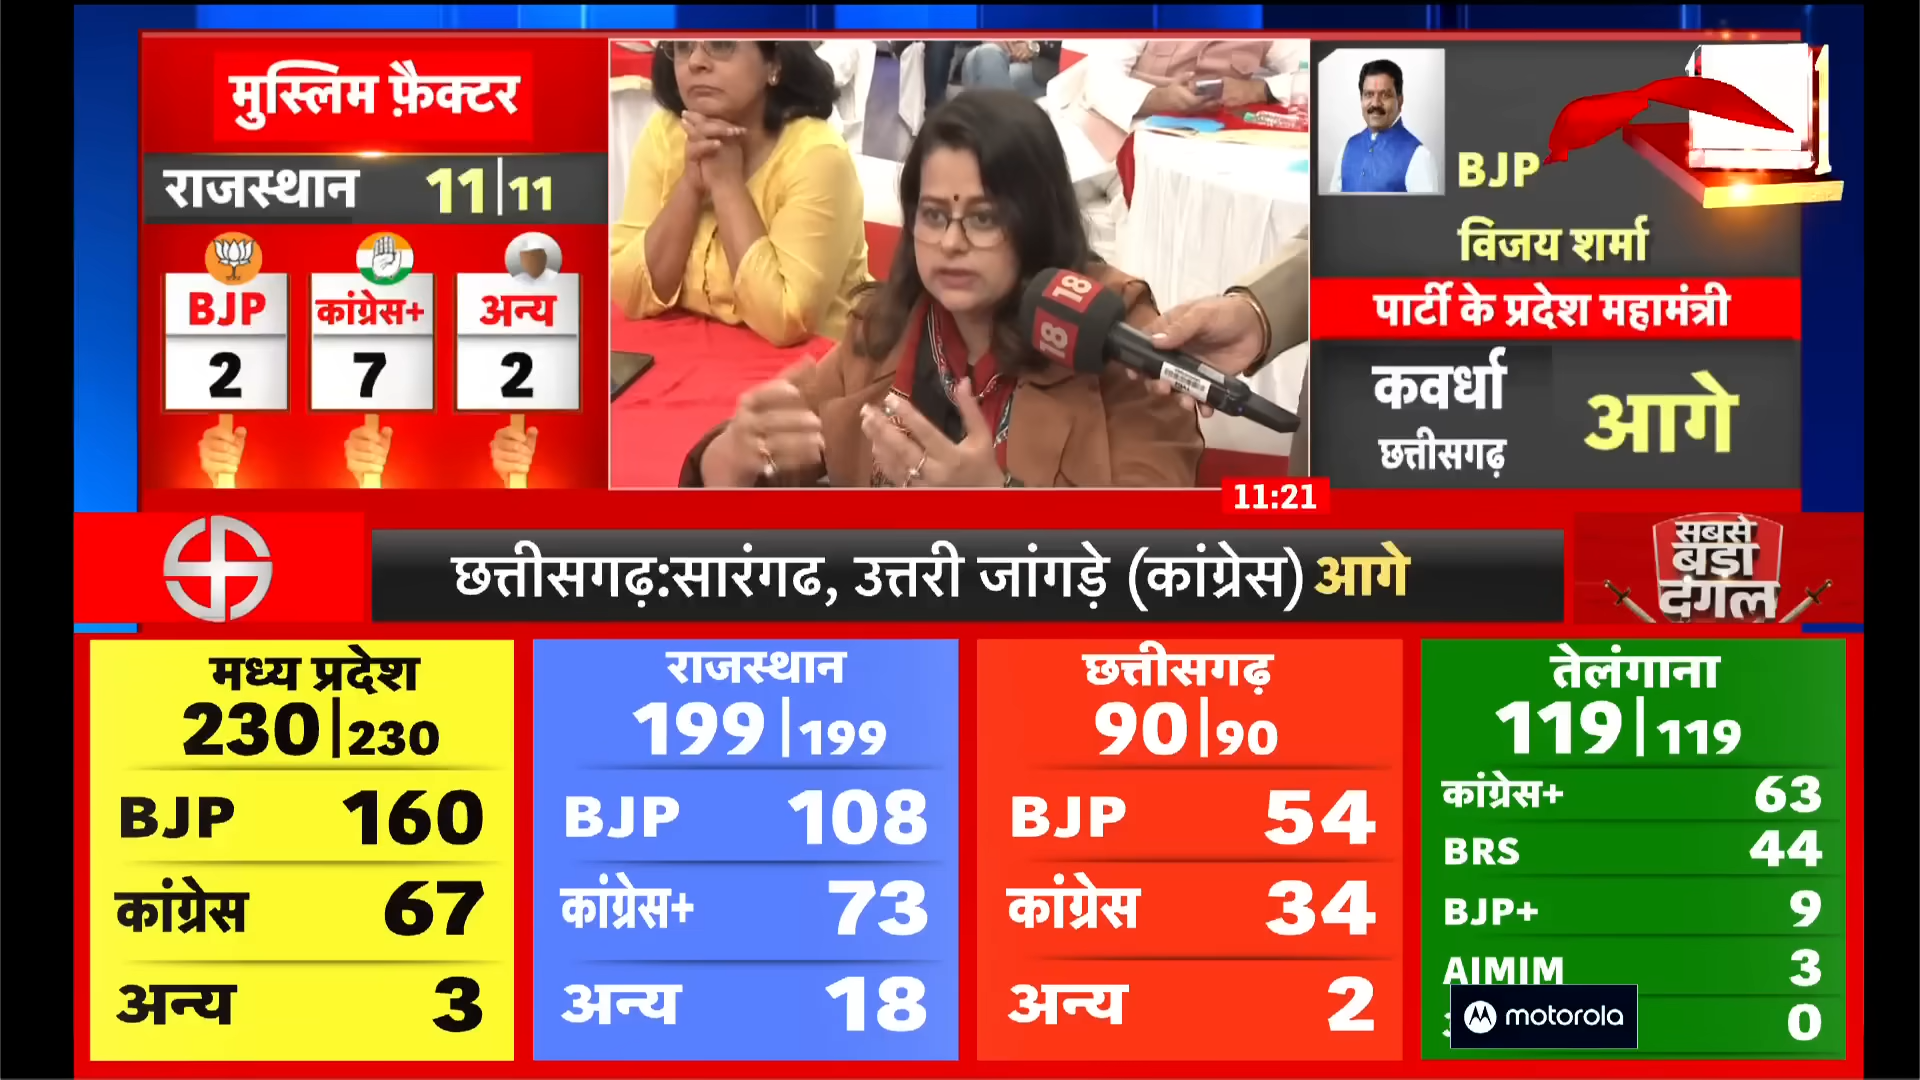 मुस्लिम फ़ैक्टर
राजस्थान 11|11
BJP कांग्रेस+ अन्य
2 7 2
18
18
BJP
विजय शर्मा
पार्टी के प्रदेश महामंत्री
कवर्धा
छत्तीसगढ़
आगे
11:21
छत्तीसगढ़:सारंगढ, उत्तरी जांगड़े (कांग्रेस) आगे
सबसे
बड़ा
दंगल
मध्य प्रदेश
230|230
BJP 160
कांग्रेस 67
अन्य 3
राजस्थान
199|199
BJP 108
कांग्रेस+ 73
अन्य 18
छत्तीसगढ़
90|90
BJP 54
कांग्रेस 34
अन्य 2
तेलंगाना
119|119
कांग्रेस+ 63
BRS 44
BJP+ 9
AIMIM 3
0
motorola